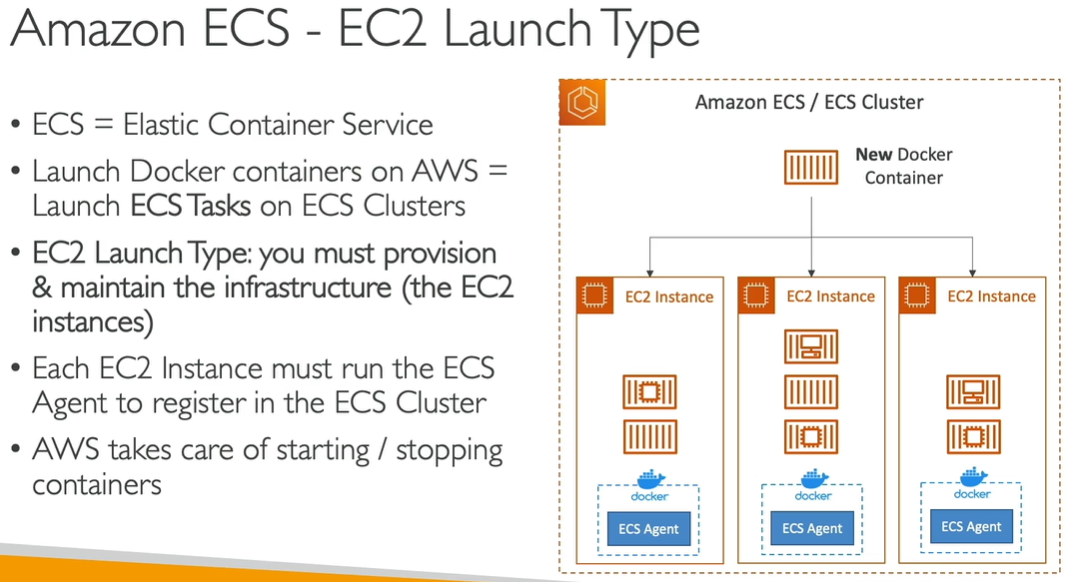 Amazon ECS - EC2 Launch Type
• ECS = Elastic Container Service
• Launch Docker containers on AWS =
Launch ECS Tasks on ECS Clusters
• EC2 Launch Type: you must provision
& maintain the infrastructure (the EC2
instances)
• Each EC2 Instance must run the ECS
Agent to register in the ECS Cluster
• AWS takes care of starting / stopping
containers
Amazon ECS / ECS Cluster
New Docker
Container
EC2 Instance
EC2 Instance
EC2 Instance
docker
docker
docker
ECS Agent
ECS Agent
ECS Agent